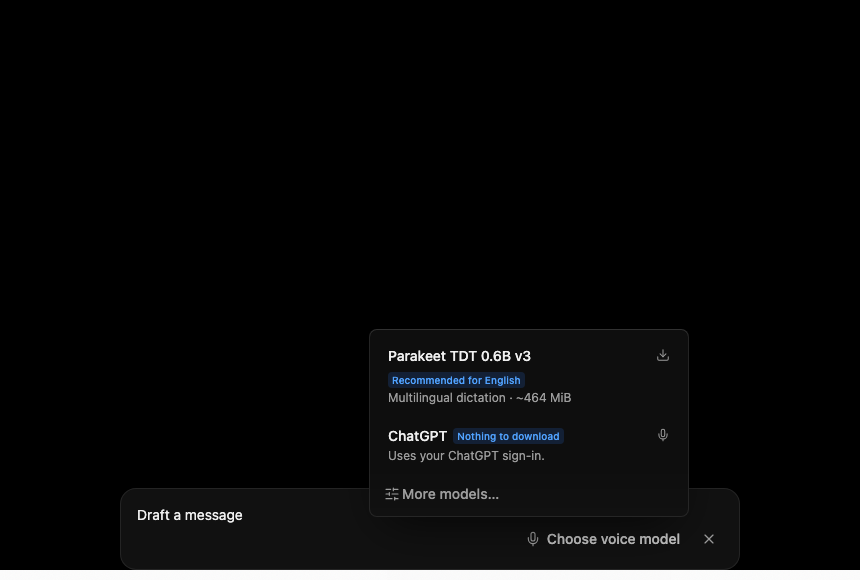 Parakeet TDT 0.6B v3
Recommended for English
Multilingual dictation · ~464 MiB
ChatGPT Nothing to download
Uses your ChatGPT sign-in.
More models...
Draft a message
Choose voice model